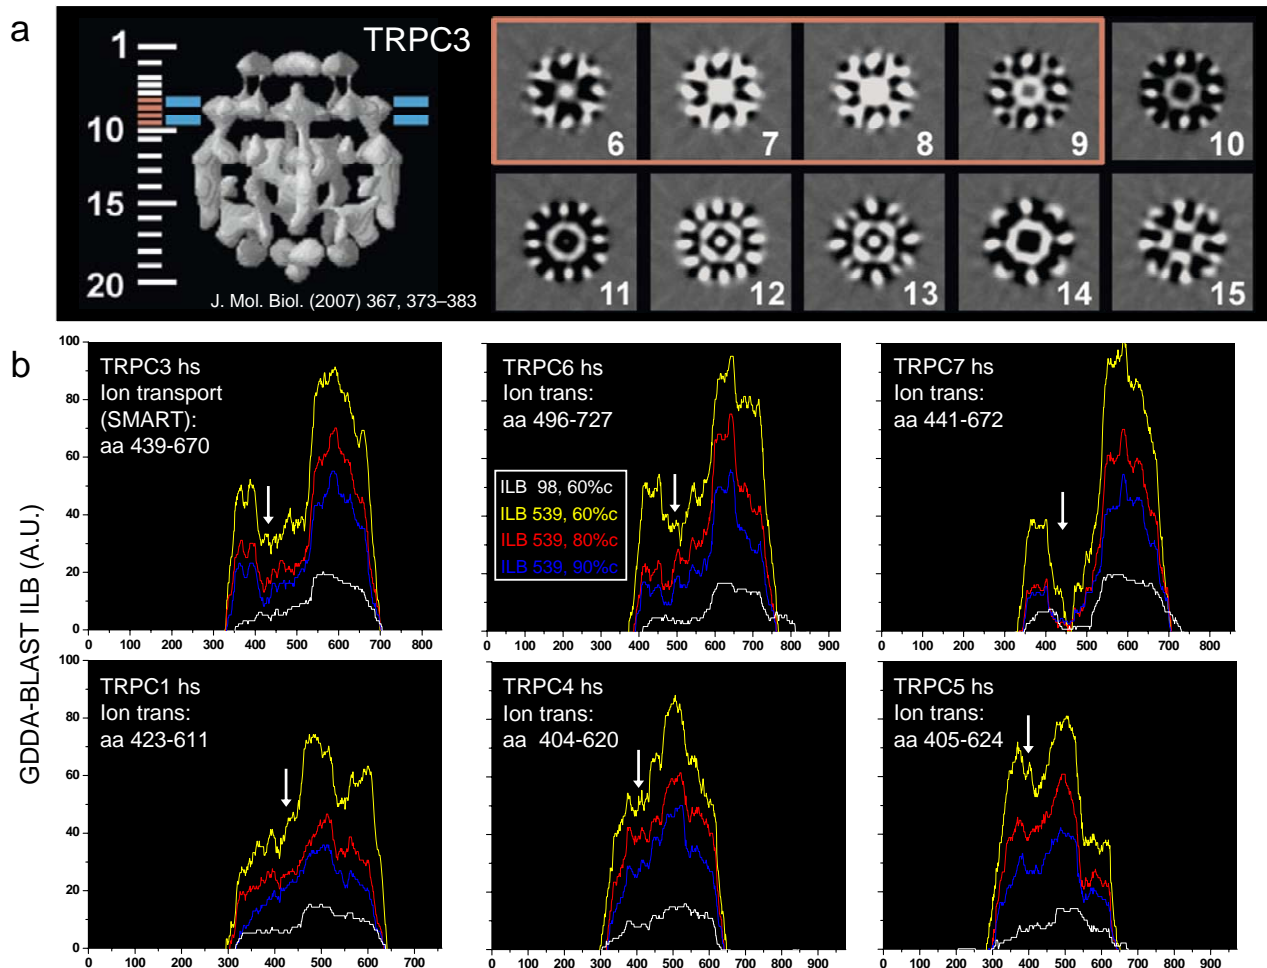 a
TRPC3
1
10
15
20
J. Mol. Biol. (2007) 367, 373–383
6
7
8
9
10
11
12
13
14
15
b
GDDA-BLAST ILB (A.U.)
TRPC3 hs
Ion transport
(SMART):
aa 439-670
100
80
60
40
20
0
0 100 200 300 400 500 600 700 800
TRPC6 hs
Ion trans:
aa 496-727
ILB 98, 60%c
ILB 539, 60%c
ILB 539, 80%c
ILB 539, 90%c
0 100 200 300 400 500 600 700 800 900
TRPC7 hs
Ion trans:
aa 441-672
0 100 200 300 400 500 600 700 800
TRPC1 hs
Ion trans:
aa 423-611
100
80
60
40
20
0
0 100 200 300 400 500 600 700
TRPC4 hs
Ion trans:
aa 404-620
0 100 200 300 400 500 600 700 800 900
TRPC5 hs
Ion trans:
aa 405-624
0 100 200 300 400 500 600 700 800 900